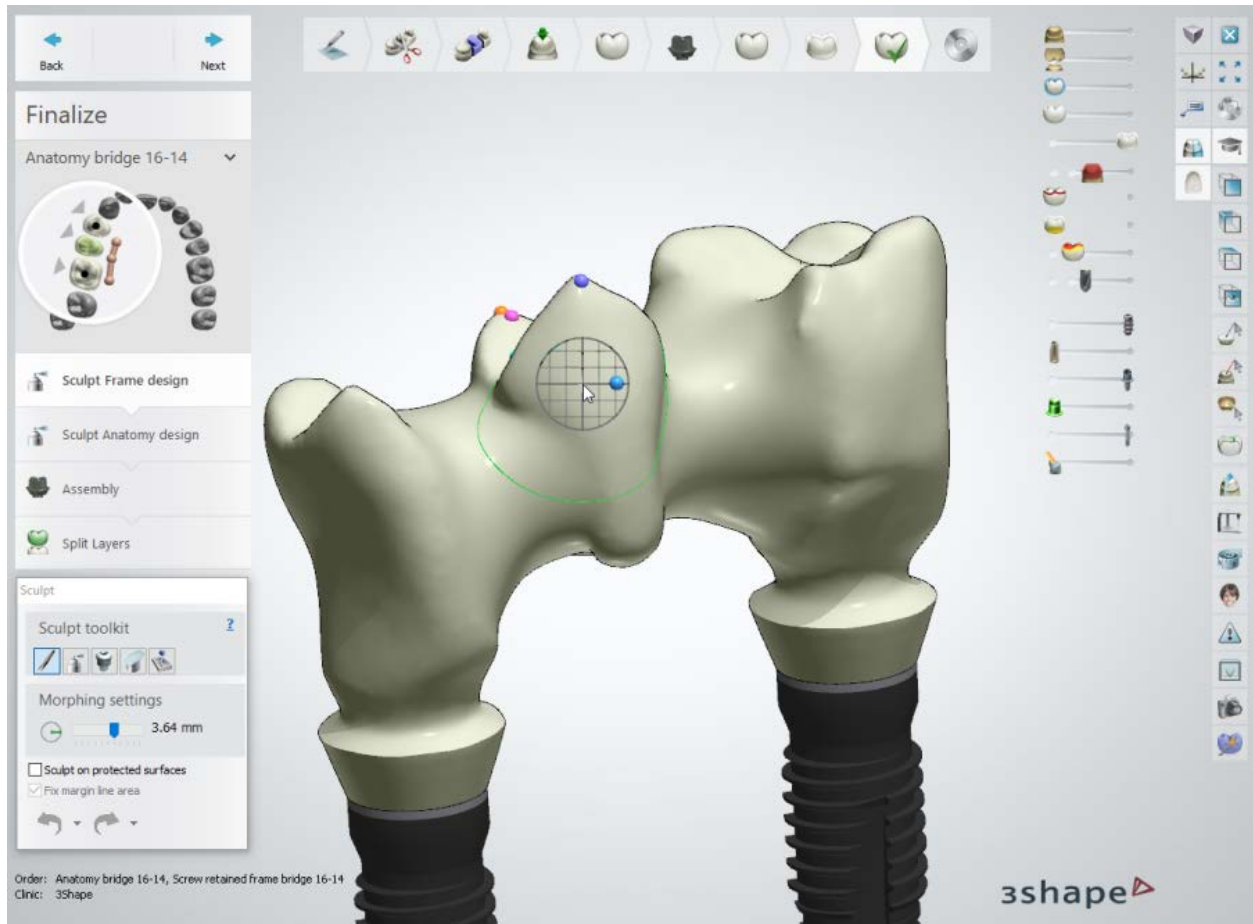 Back
Next
Finalize
Anatomy bridge 16-14
Sculpt Frame design
Sculpt Anatomy design
Assembly
Split Layers
Sculpt
Sculpt toolkit ?
Morphing settings
3.64 mm
Sculpt on protected surfaces
Fix margin line area
Order: Anatomy bridge 16-14, Screw retained frame bridge 16-14
Clinic: 3Shape
3shape